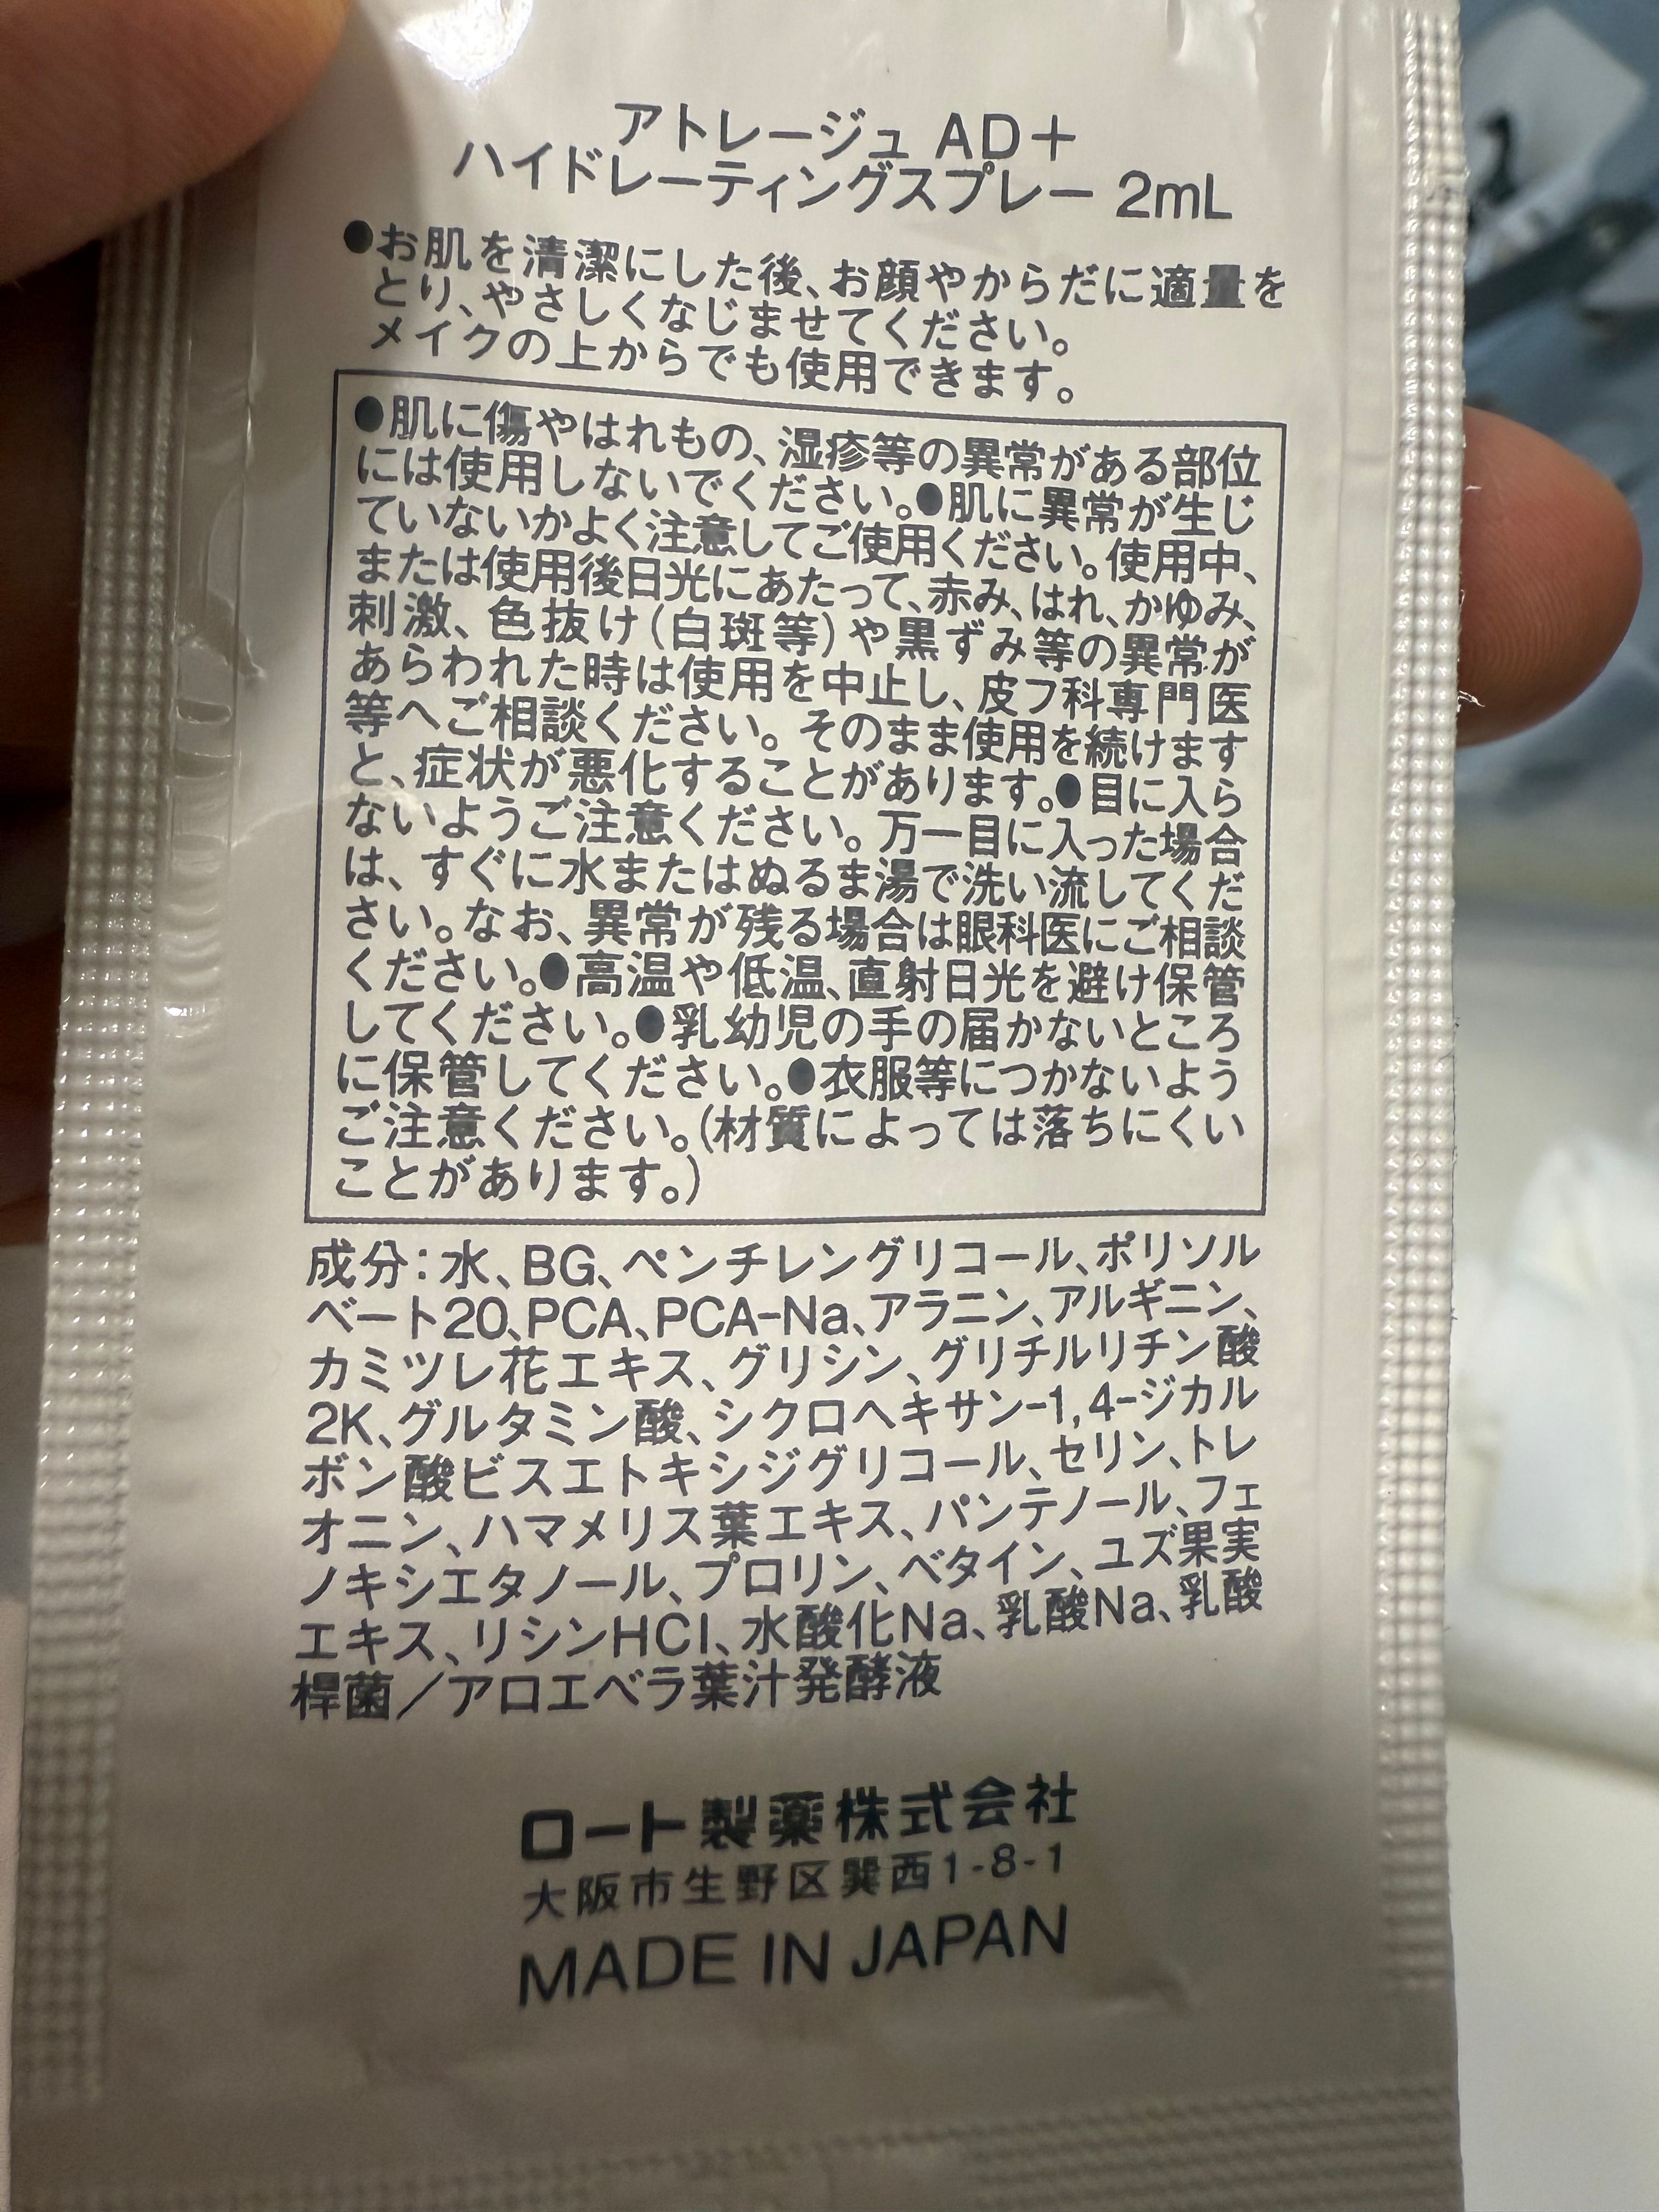 アトレージュ AD＋
ハイドレーティングスプレー 2mL
●お肌を清潔にした後、お顔やからだに適量を
とり、やさしくなじませてください。
メイクの上からでも使用できます。
●肌に傷やはれもの、湿疹等の異常がある部位
には使用しないでください。●肌に異常が生じ
ていないかよく注意してご使用ください。使用中、
または使用後日光にあたって、赤み、はれ、かゆみ、
刺激、色抜け(白斑等)や黒ずみ等の異常が
あらわれた時は使用を中止し、皮フ科専門医
等へご相談ください。そのまま使用を続けます
と、症状が悪化することがあります。●目に入ら
ないようご注意ください。万一目に入った場合
は、すぐに水またはぬるま湯で洗い流してくだ
さい。なお、異常が残る場合は眼科医にご相談
ください。●高温や低温、直射日光を避け保管
してください。●乳幼児の手の届かないところ
に保管してください。●衣服等につかないよう
ご注意ください。(材質によっては落ちにくい
ことがあります。)
成分：水、BG、ペンチレングリコール、ポリソル
ベート20、PCA、PCA-Na、アラニン、アルギニン、
カミツレ花エキス、グリシン、グリチルリチン酸
2K、グルタミン酸、シクロヘキサン-1,4-ジカル
ボン酸ビスエトキシジグリコール、セリン、トレ
オニン、ハマメリス葉エキス、パンテノール、フェ
ノキシエタノール、プロリン、ベタイン、ユズ果実
エキス、リシンHCl、水酸化Na、乳酸Na、乳酸
桿菌／アロエベラ葉汁発酵液
ロート製薬株式会社
大阪市生野区巽西1-8-1
MADE IN JAPAN